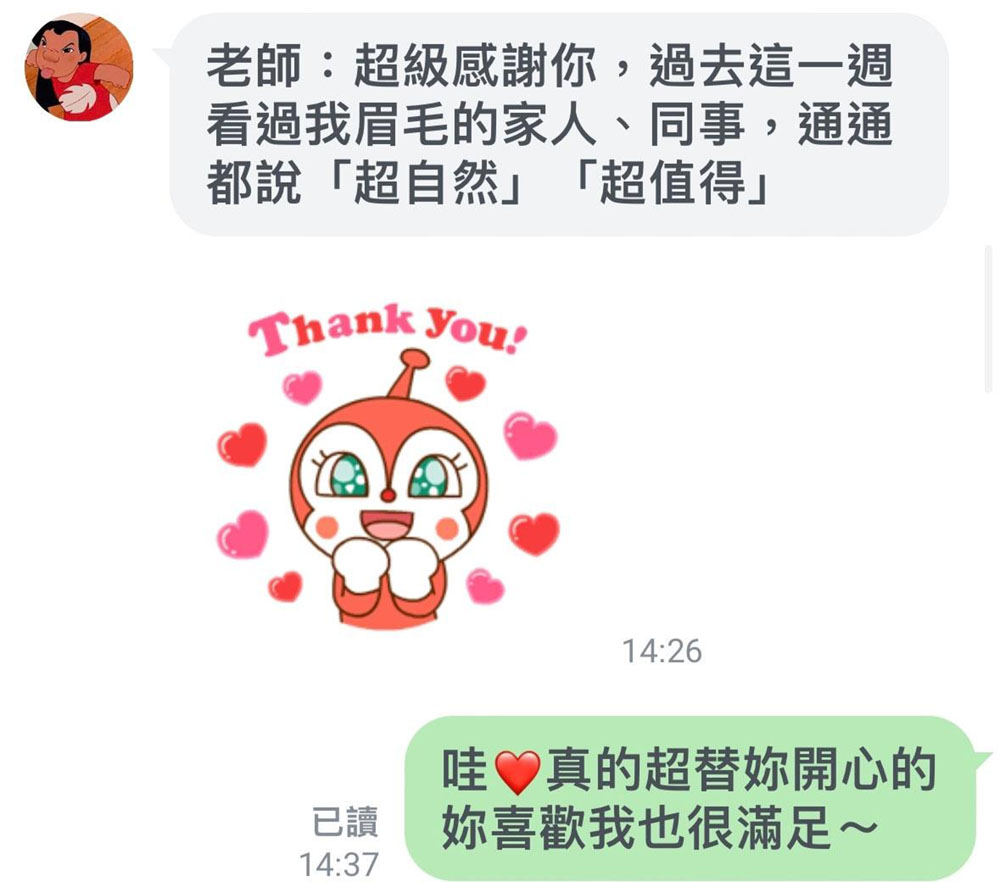 老師：超級感謝你，過去這一週
看過我眉毛的家人、同事，通通
都說「超自然」「超值得」
Thank you!
14:26
哇❤️真的超替妳開心的
妳喜歡我也很滿足～
已讀
14:37